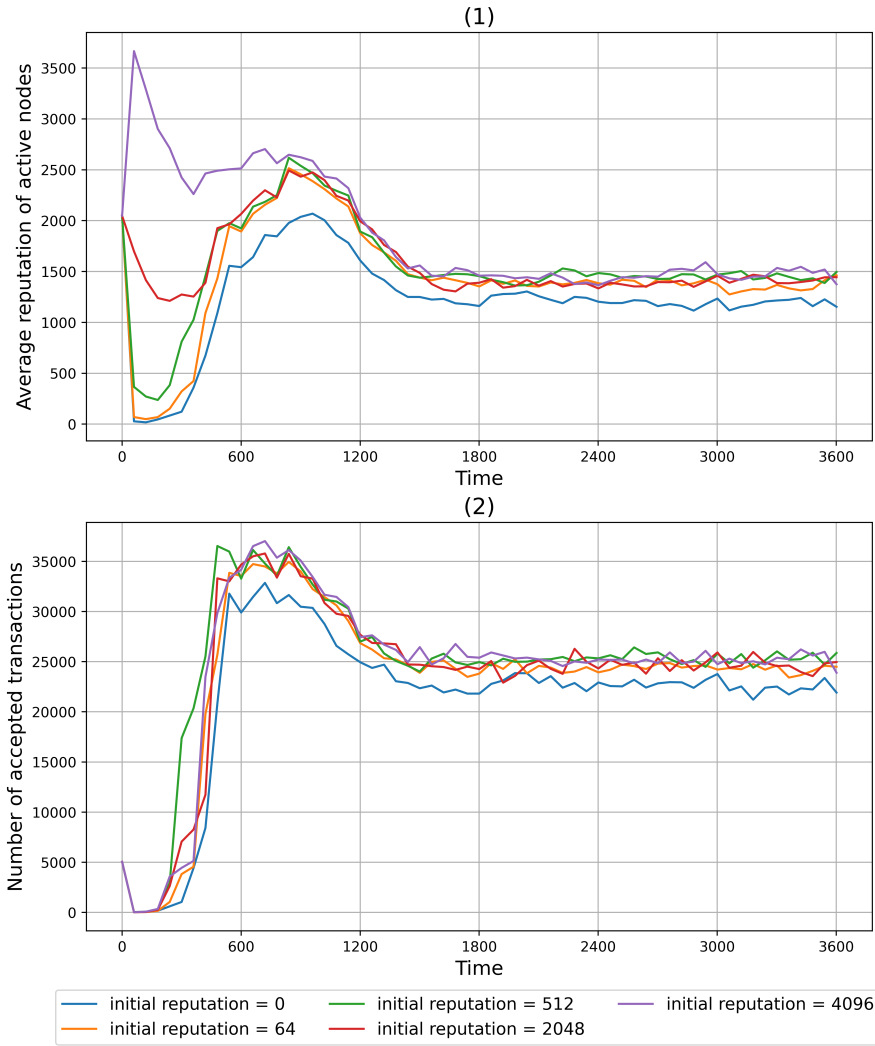 (1)
Average reputation of active nodes
3500
3000
2500
2000
1500
1000
500
0
0 600 1200 1800 2400 3000 3600
Time
(2)
Number of accepted transactions
35000
30000
25000
20000
15000
10000
5000
0
0 600 1200 1800 2400 3000 3600
Time
initial reputation = 0 initial reputation = 512 initial reputation = 4096
initial reputation = 64 initial reputation = 2048